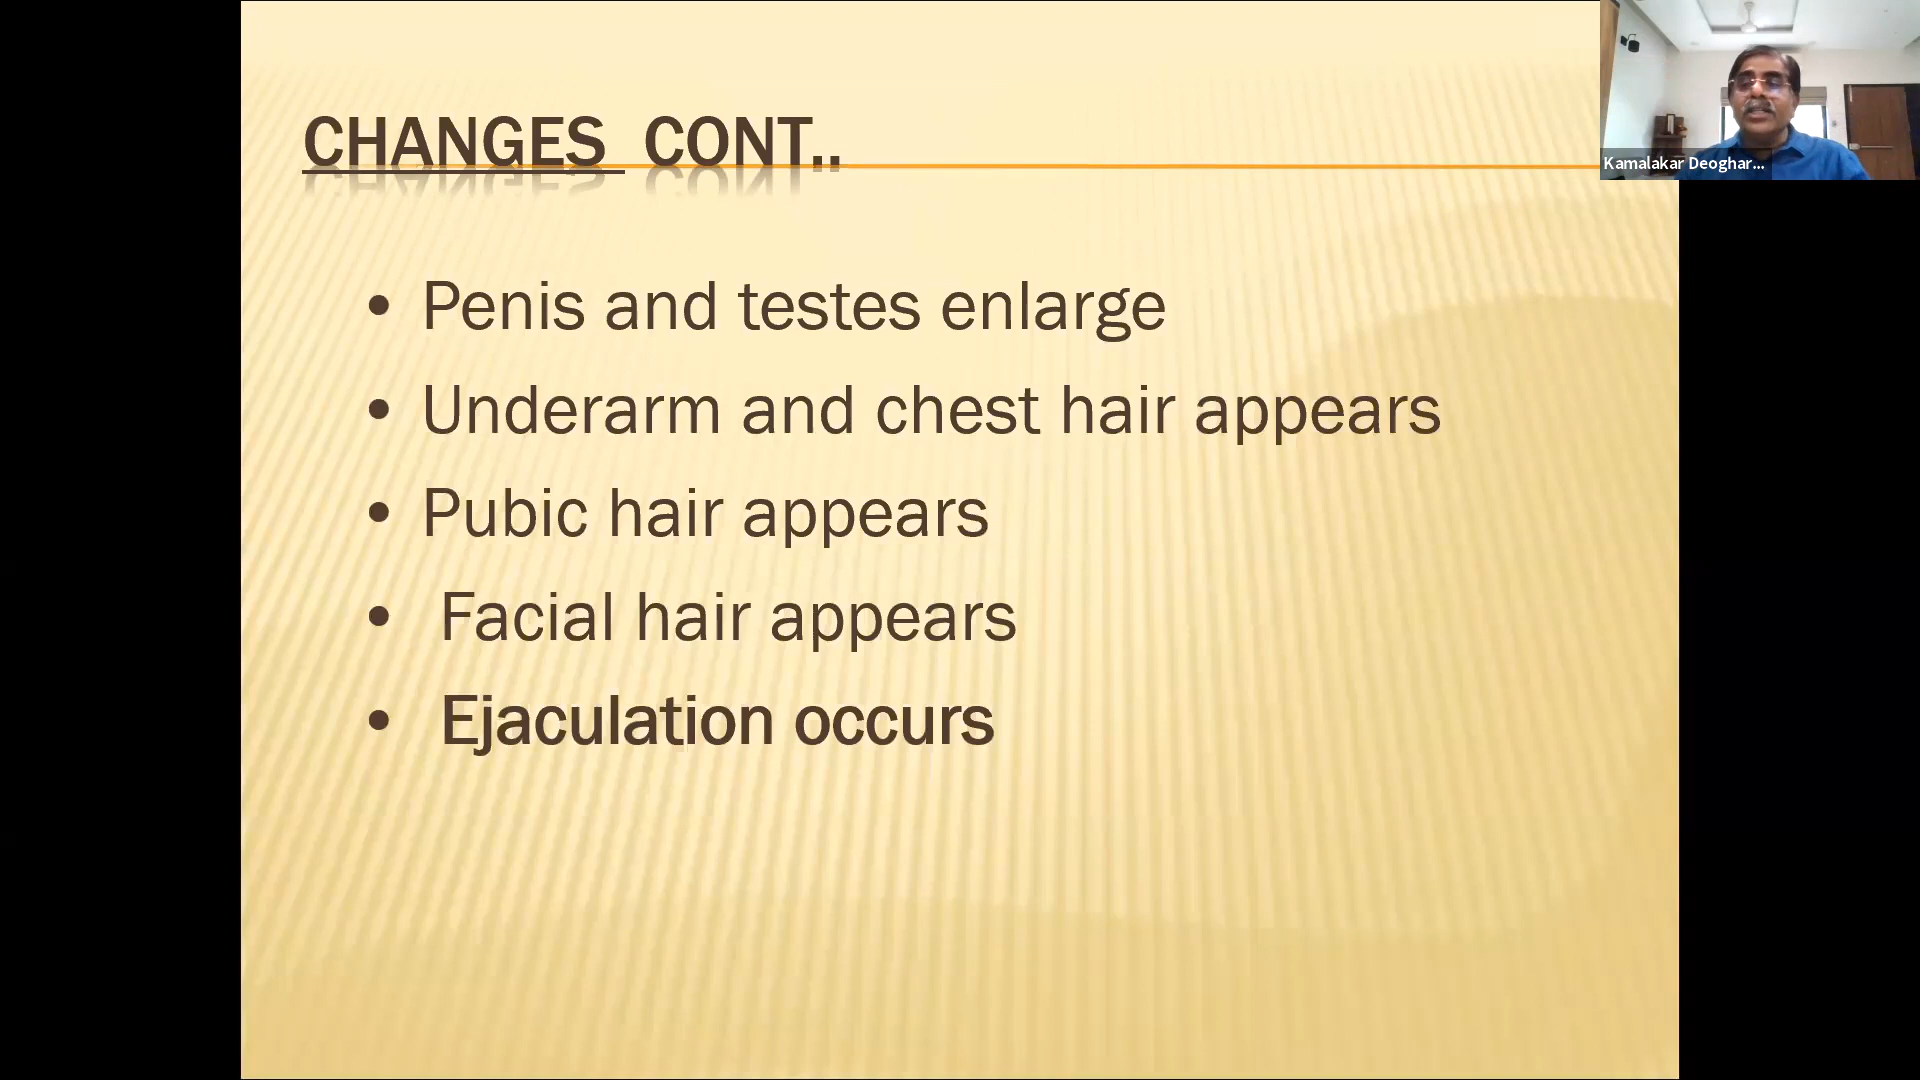 CHANGES CONT..
• Penis and testes enlarge
• Underarm and chest hair appears
• Pubic hair appears
• Facial hair appears
• Ejaculation occurs
Kamalakar Deoghar...